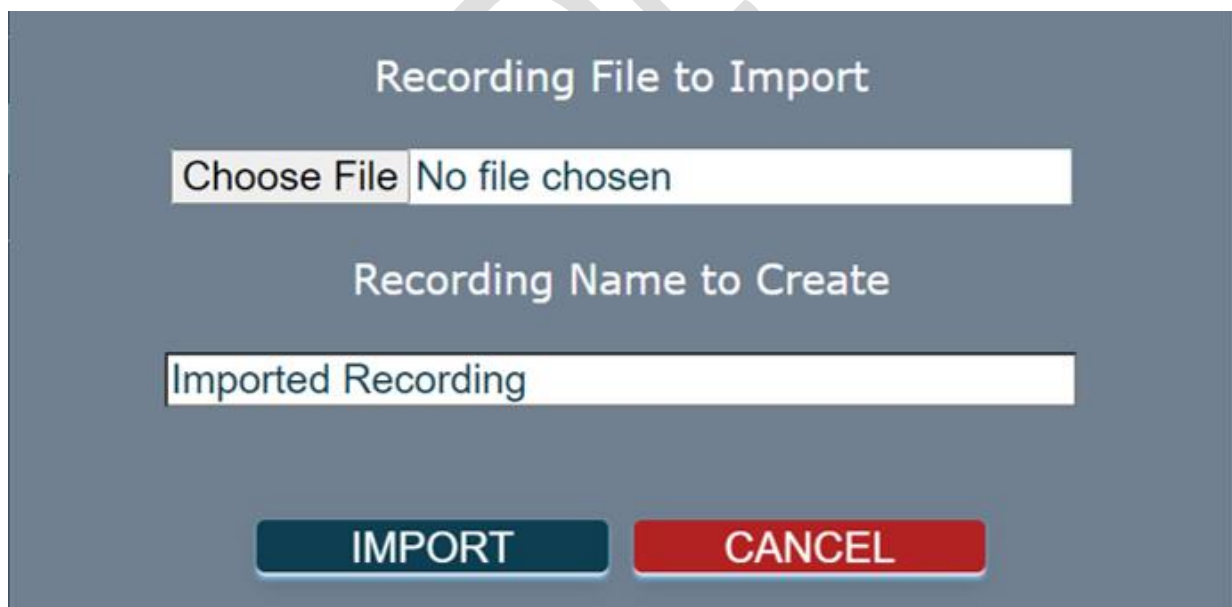 Recording File to Import
Choose File No file chosen
Recording Name to Create
Imported Recording
IMPORT CANCEL